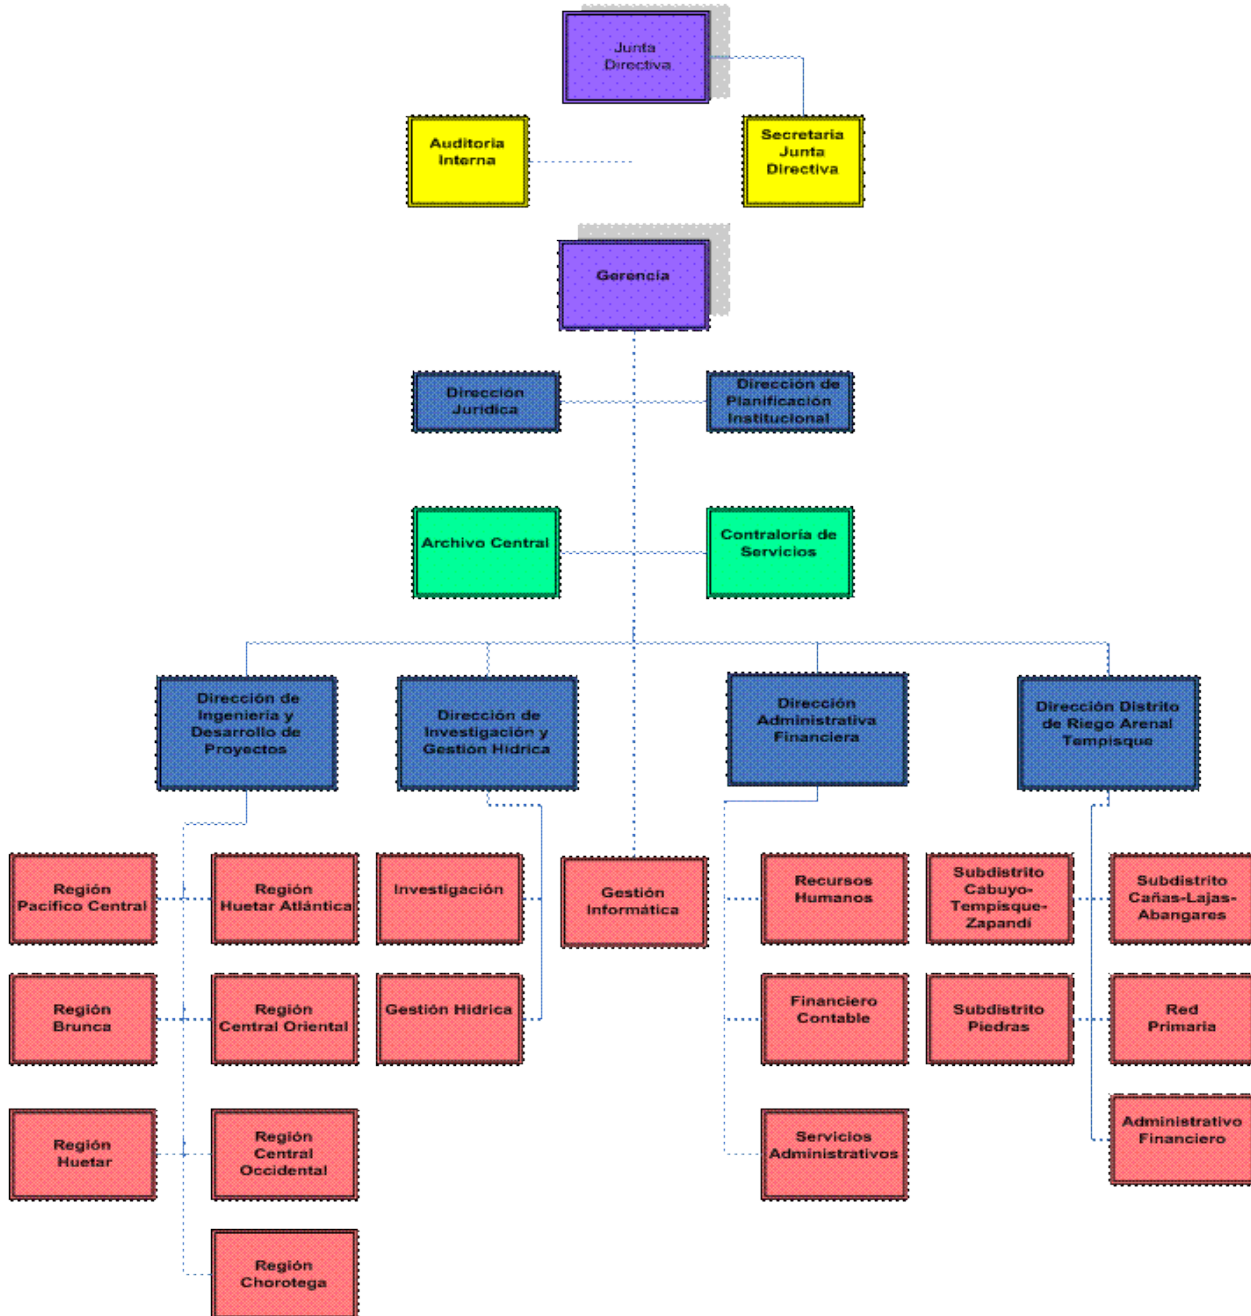 Junta
Directiva
Auditoria
Interna
Secretaria
Junta
Directiva
Gerencia
Dirección
Jurídica
Dirección de
Planificación
Institucional
Archivo Central
Contraloría de
Servicios
Dirección de
Ingeniería y
Desarrollo de
Proyectos
Dirección de
Investigación y
Gestión Hídrica
Dirección
Administrativa
Financiera
Dirección Distrito
de Riego Arenal
Tempisque
Región
Pacífico Central
Región
Huetar Atlántica
Investigación
Gestión
Informática
Recursos
Humanos
Subdistrito
Cabuyo-
Tempisque-
Zapandí
Subdistrito
Cañas-Lajas-
Abangares
Región
Brunca
Región
Central Oriental
Gestión Hídrica
Financiero
Contable
Subdistrito
Piedras
Red
Primaria
Región
Huetar
Región
Central
Occidental
Servicios
Administrativos
Administrativo
Financiero
Región
Chorotega